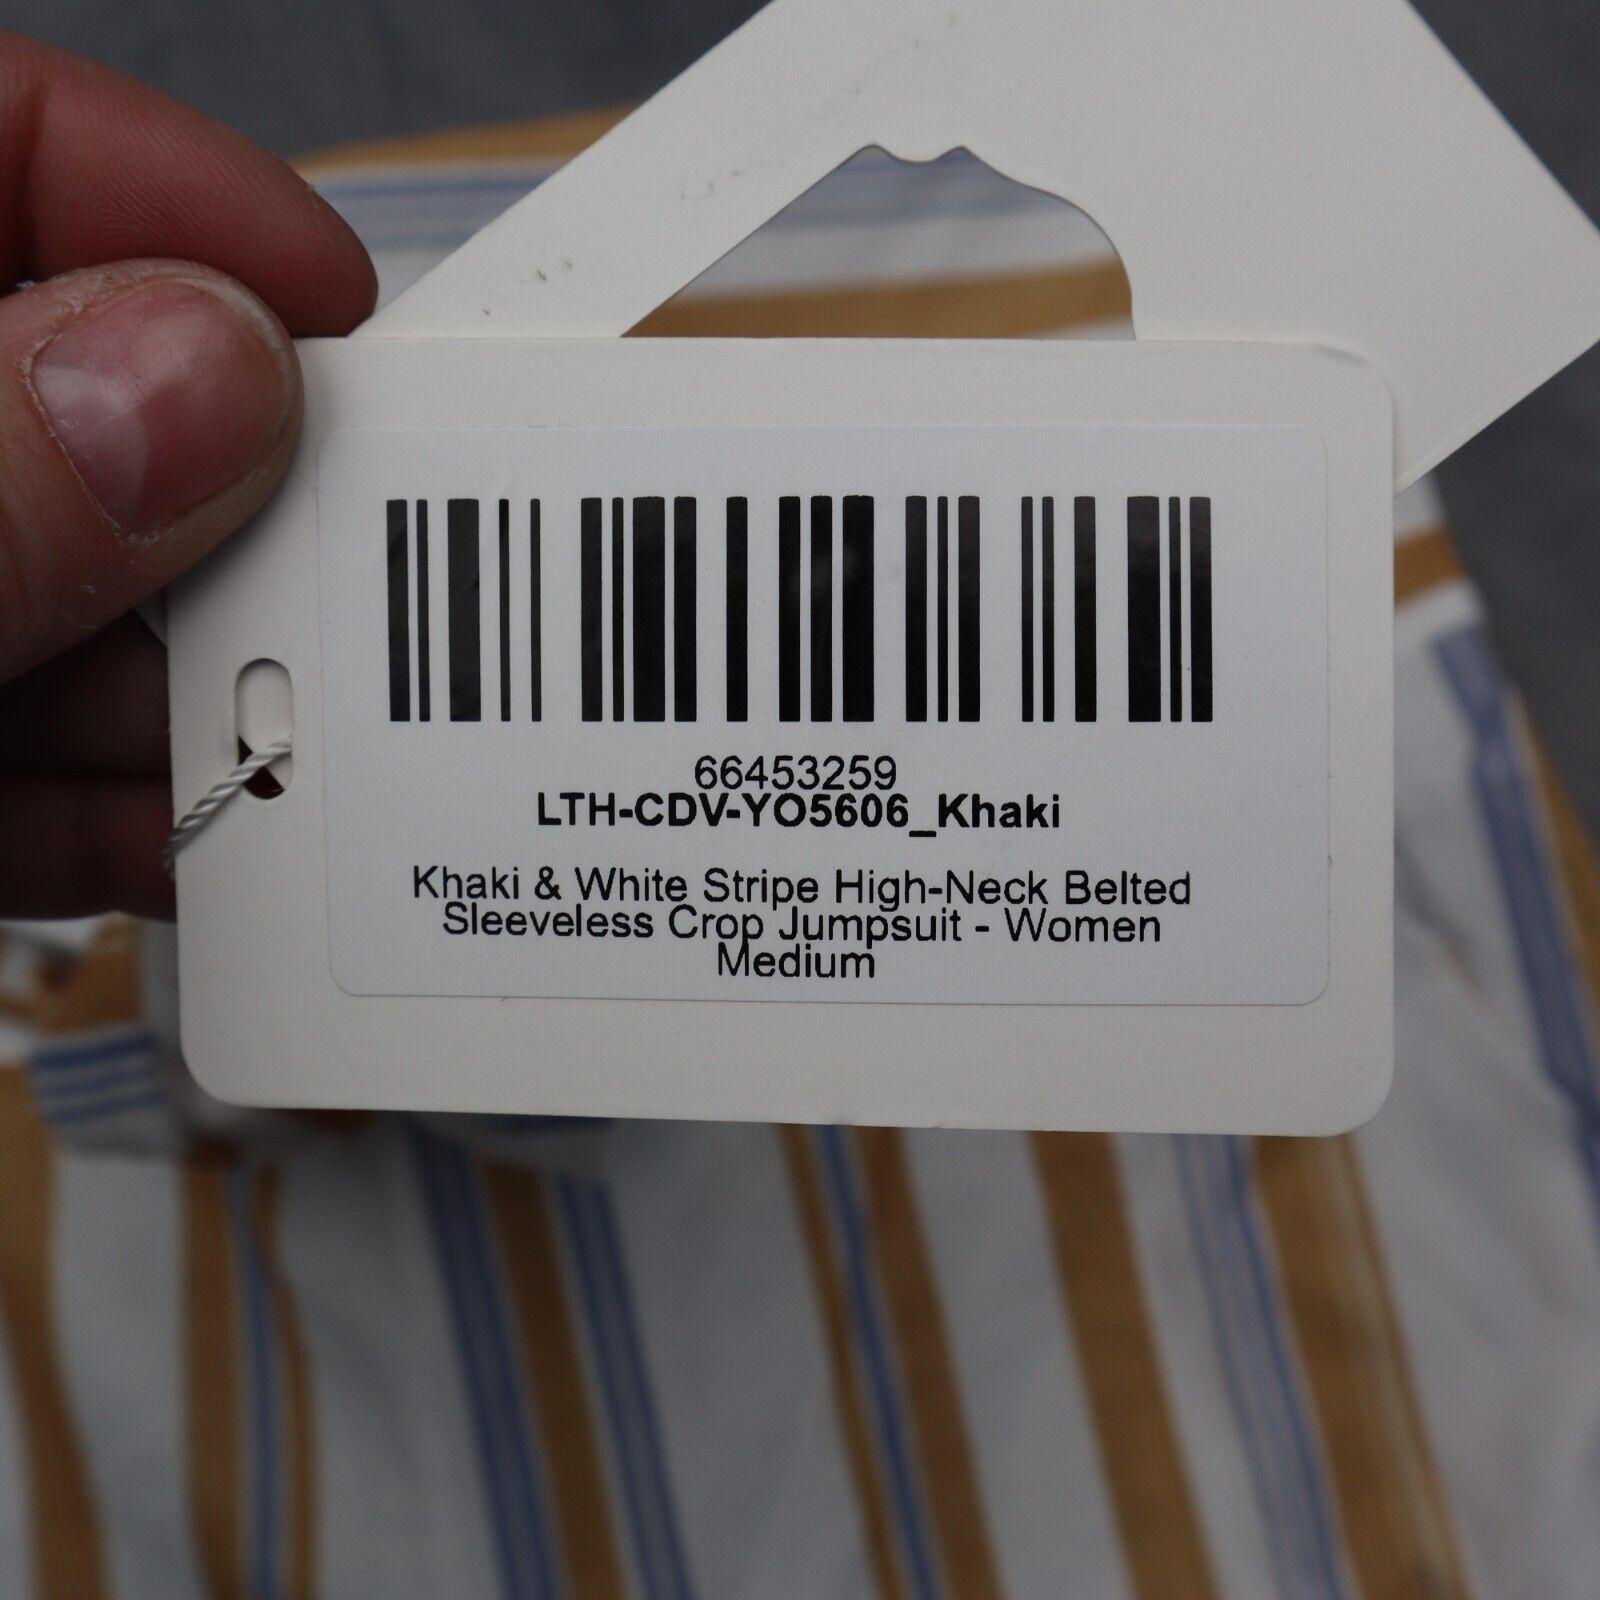 66453259
LTH-CDV-YO5606_Khaki
Khaki & White Stripe High-Neck Belted
Sleeveless Crop Jumpsuit - Women
Medium